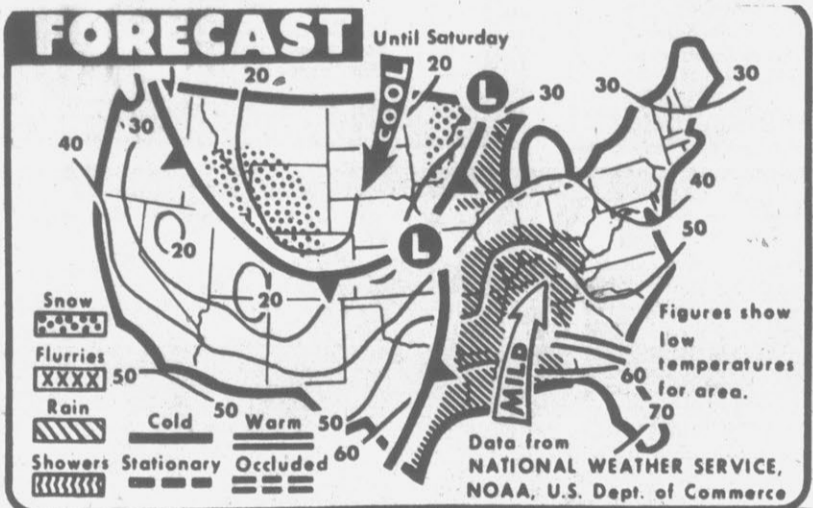 FORECAST
Until Saturday
20
COOL
20
L
30
30
30
30
40
40
20
L
50
20
Snow
Flurries
XXXX
50
Rain
50
Cold
Warm
50
60
Showers
Stationary
Occluded
MILD
Figures show
low
temperatures
for area.
60
70
Data from
NATIONAL WEATHER SERVICE,
NOAA, U.S. Dept. of Commerce